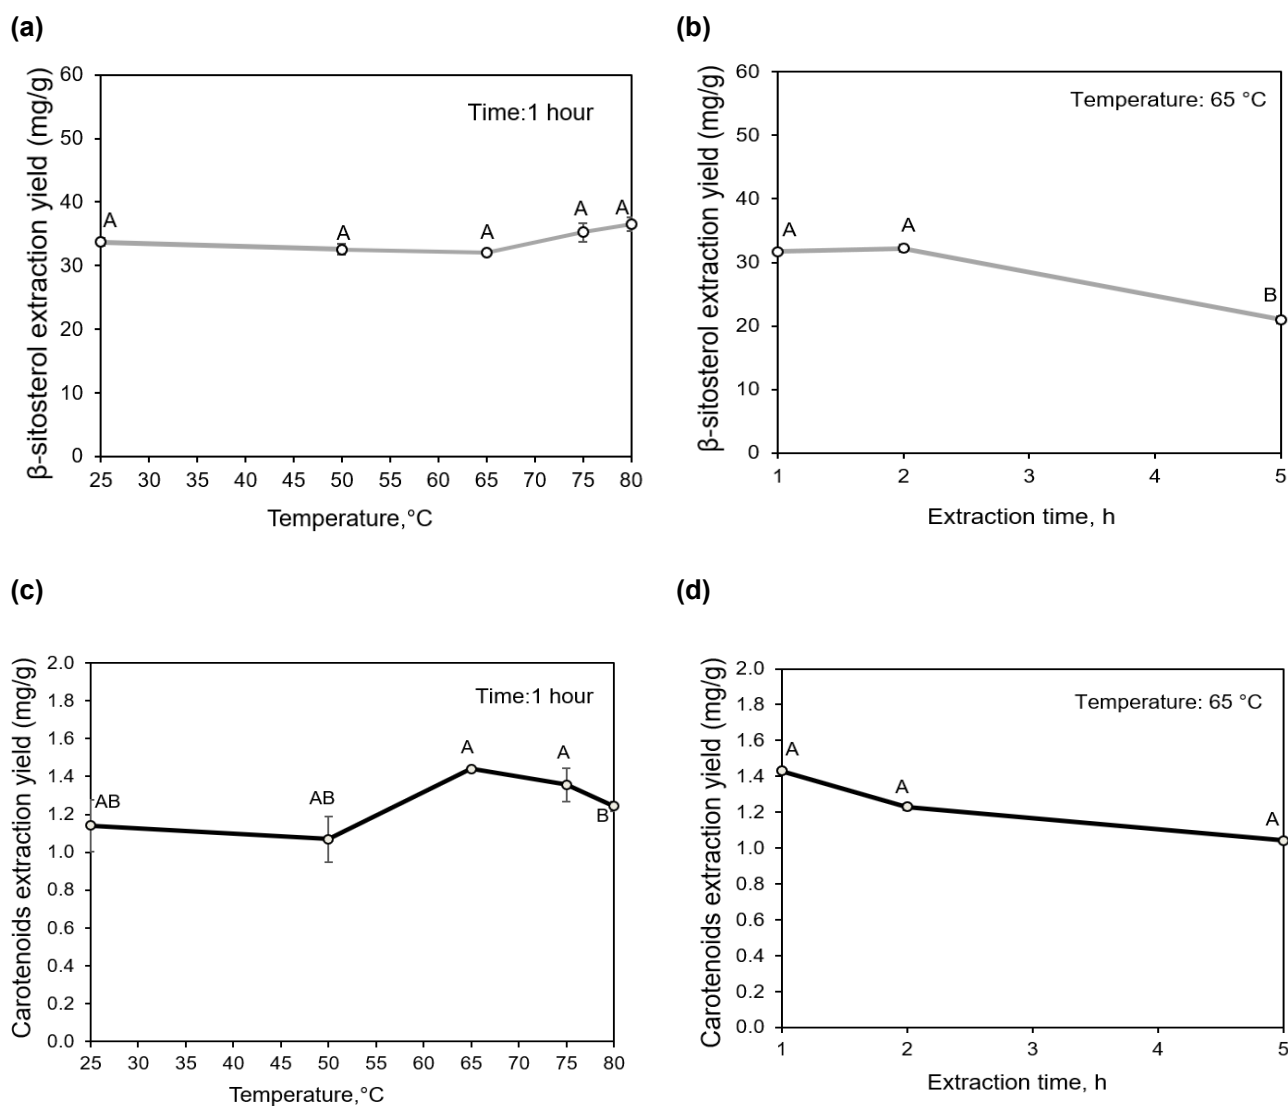 (a)
β-sitosterol extraction yield (mg/g)
60
50
40
30
20
10
0
Time:1 hour
A
A
A
A
A
25 30 35 40 45 50 55 60 65 70 75 80
Temperature,°C
(b)
β-sitosterol extraction yield (mg/g)
60
50
40
30
20
10
0
Temperature: 65 °C
A
A
B
1 2 3 4 5
Extraction time, h
(c)
Carotenoids extraction yield (mg/g)
2.0
1.8
1.6
1.4
1.2
1.0
0.8
0.6
0.4
0.2
0.0
Time:1 hour
AB
AB
A
A
B
25 30 35 40 45 50 55 60 65 70 75 80
Temperature,°C
(d)
Carotenoids extraction yield (mg/g)
2.0
1.8
1.6
1.4
1.2
1.0
0.8
0.6
0.4
0.2
0.0
Temperature: 65 °C
A
A
A
1 2 3 4 5
Extraction time, h